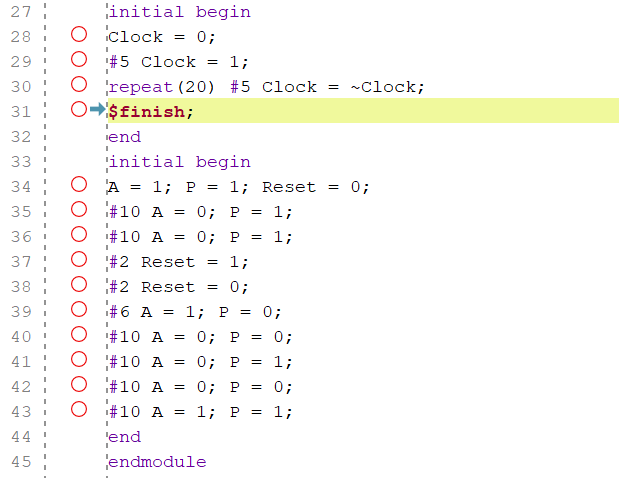 27 initial begin
28 Clock = 0;
29 #5 Clock = 1;
30 repeat(20) #5 Clock = ~Clock;
31 $finish;
32 end
33 initial begin
34 A = 1; P = 1; Reset = 0;
35 #10 A = 0; P = 1;
36 #10 A = 0; P = 1;
37 #2 Reset = 1;
38 #2 Reset = 0;
39 #6 A = 1; P = 0;
40 #10 A = 0; P = 0;
41 #10 A = 0; P = 1;
42 #10 A = 0; P = 0;
43 #10 A = 1; P = 1;
44 end
45 endmodule